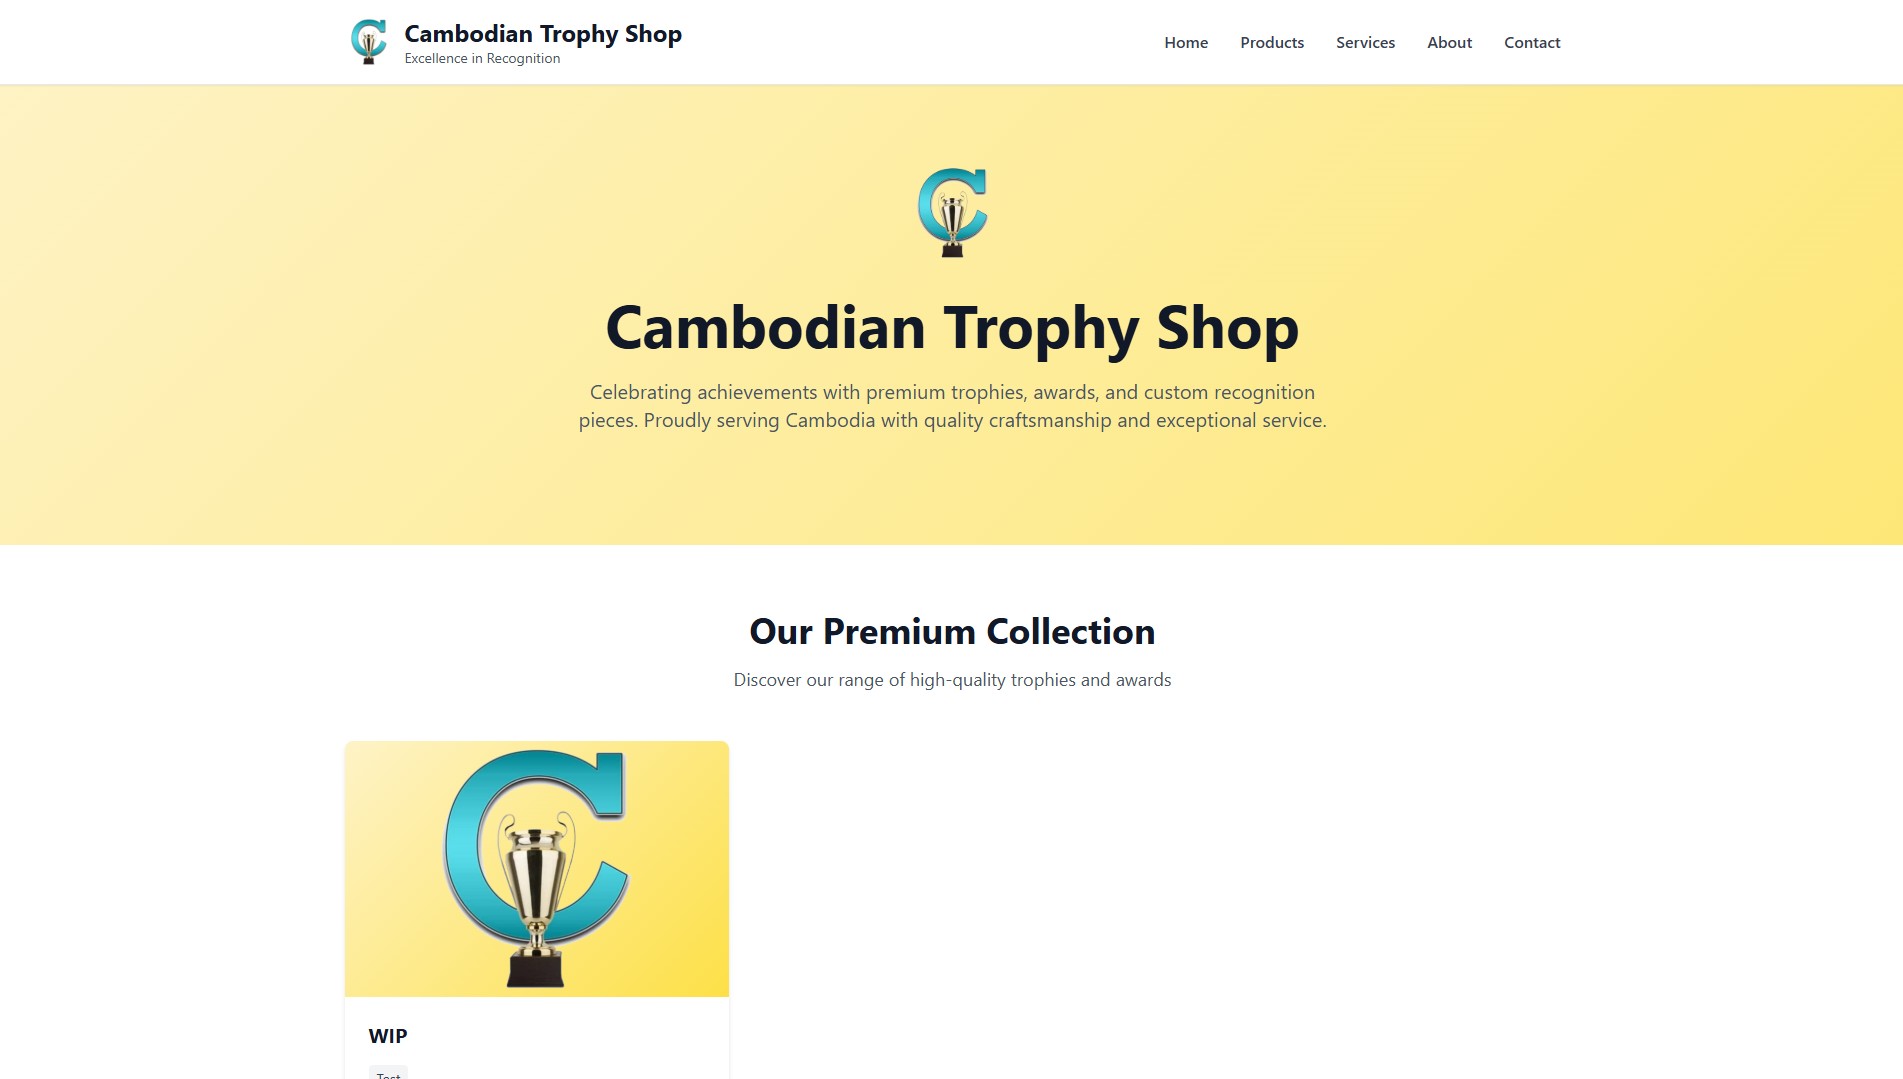 Cambodian Trophy Shop
Excellence in Recognition
Home
Products
Services
About
Contact
Cambodian Trophy Shop
Celebrating achievements with premium trophies, awards, and custom recognition
pieces. Proudly serving Cambodia with quality craftsmanship and exceptional service.
Our Premium Collection
Discover our range of high-quality trophies and awards
C
WIP
Test